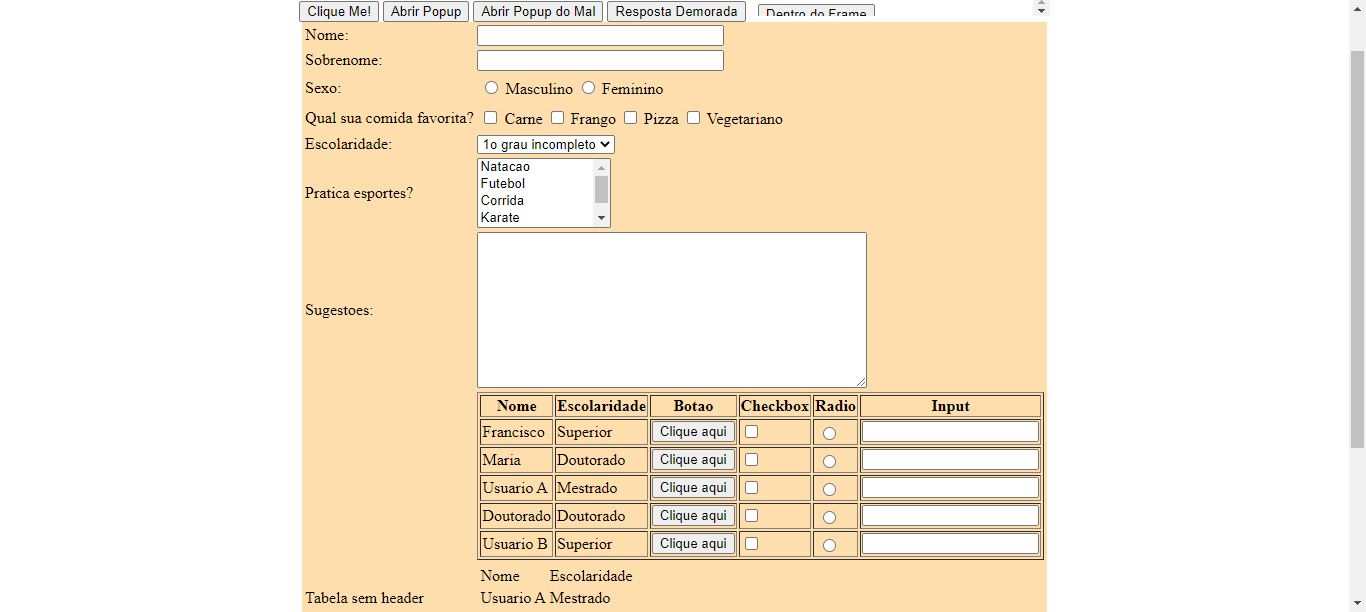 Clique Me! Abrir Popup Abrir Popup do Mal Resposta Demorada Dentro do Frame
Nome:
Sobrenome:
Sexo: Masculino Feminino
Qual sua comida favorita? Carne Frango Pizza Vegetariano
Escolaridade: 1o grau incompleto
Natacao
Futebol
Pratica esportes?
Corrida
Karate
Sugestoes:
Nome Escolaridade Botao Checkbox Radio Input
Francisco Superior Clique aqui
Maria Doutorado Clique aqui
Usuario A Mestrado Clique aqui
Doutorado Doutorado Clique aqui
Usuario B Superior Clique aqui
Nome Escolaridade
Tabela sem header Usuario A Mestrado